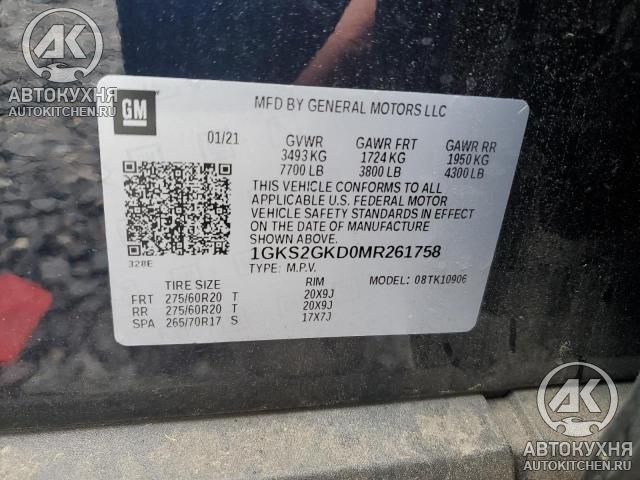 АК
АВТОКУХНЯ
AUTOKITCHEN.RU
GM
MFD BY GENERAL MOTORS LLC
01/21 GVWR GAWR FRT GAWR RR
3493 KG 1724 KG 1950 KG
7700 LB 3800 LB 4300 LB
THIS VEHICLE CONFORMS TO ALL
APPLICABLE U.S. FEDERAL MOTOR
VEHICLE SAFETY STANDARDS IN EFFECT
ON THE DATE OF MANUFACTURE
SHOWN ABOVE.
328E
1GKS2GKD0MR261758
TYPE: M.P.V. MODEL: 08TK10906
TIRE SIZE RIM
FRT 275/60R20 T 20X9J
RR 275/60R20 T 20X9J
SPA 265/70R17 S 17X7J
АК
АВТОКУХНЯ
AUTOKITCHEN.RU